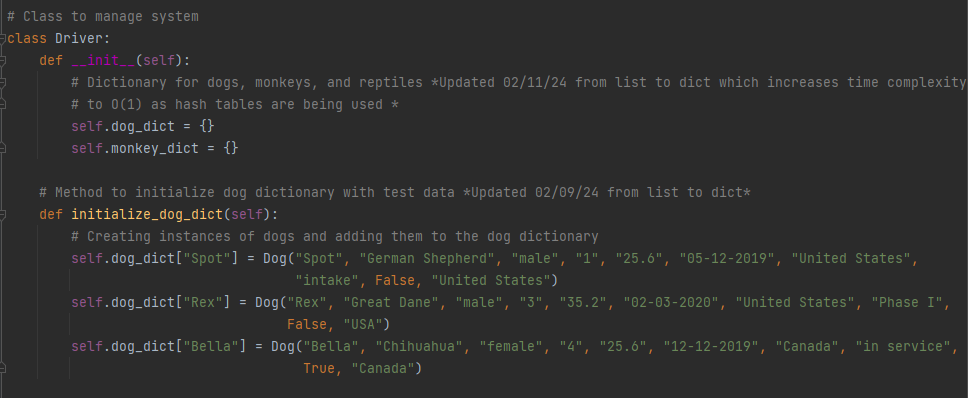 # Class to manage system
class Driver:
    def __init__(self):
        # Dictionary for dogs, monkeys, and reptiles *Updated 02/11/24 from list to dict which increases time complexity
        # to O(1) as hash tables are being used *
        self.dog_dict = {}
        self.monkey_dict = {}
    # Method to initialize dog dictionary with test data *Updated 02/09/24 from list to dict*
    def initialize_dog_dict(self):
        # Creating instances of dogs and adding them to the dog dictionary
        self.dog_dict["Spot"] = Dog("Spot", "German Shepherd", "male", "1", "25.6", "05-12-2019", "United States",
                                    "intake", False, "United States")
        self.dog_dict["Rex"] = Dog("Rex", "Great Dane", "male", "3", "35.2", "02-03-2020", "United States", "Phase I",
                                   False, "USA")
        self.dog_dict["Bella"] = Dog("Bella", "Chihuahua", "female", "4", "25.6", "12-12-2019", "Canada", "in service",
                                     True, "Canada")